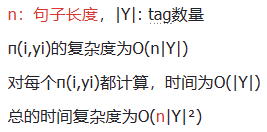 n：句子长度，|Y|: tag数量
π(i,yi)的复杂度为O(n|Y|)
对每个π(i,yi)都计算，时间为O(|Y|)
总的时间复杂度为O(n|Y|²)